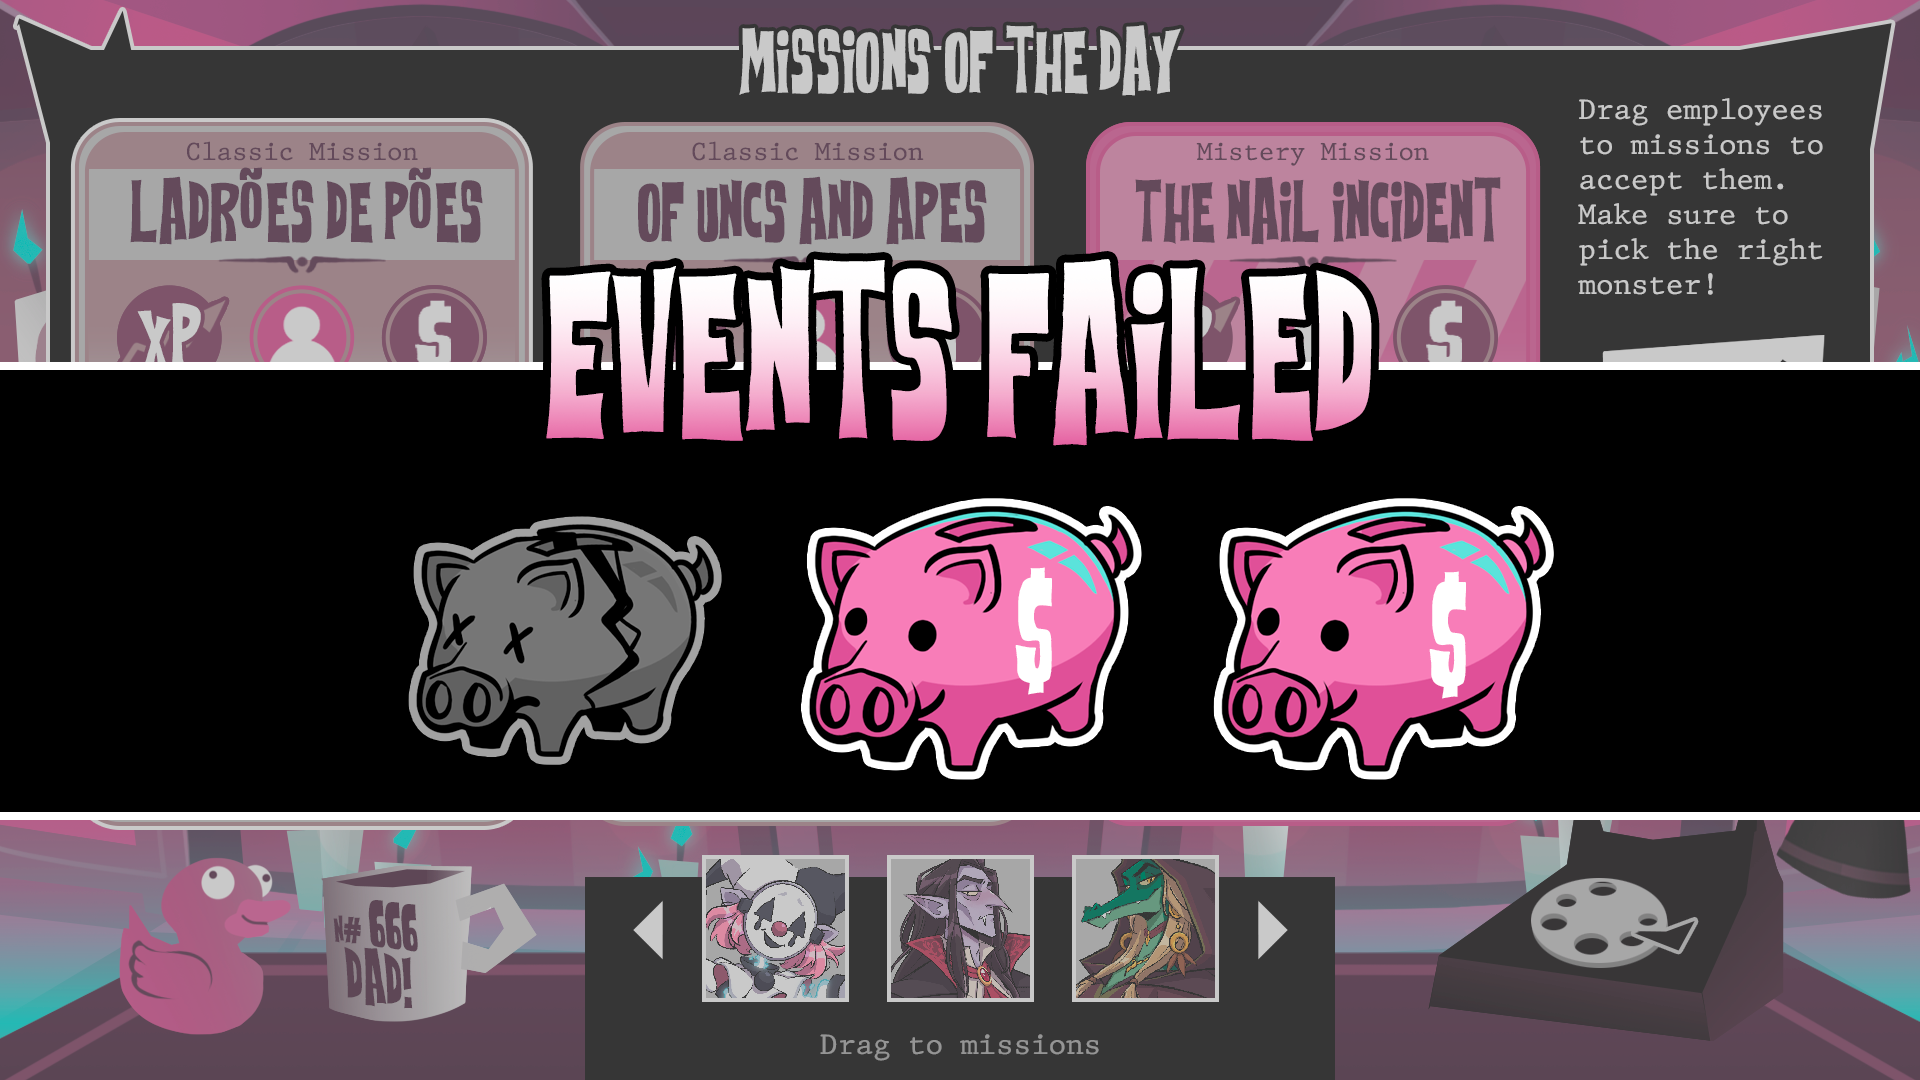 MISSIONS OF THE DAY
Classic Mission
LADRÕES DE PÕES
XP
$
Classic Mission
OF UNCS AND APES
Mistery Mission
THE NAIL INCIDENT
$
Drag employees
to missions to
accept them.
Make sure to
pick the right
monster!
EVENTS FAILED
$
$
N# 666
DAD!
Drag to missions